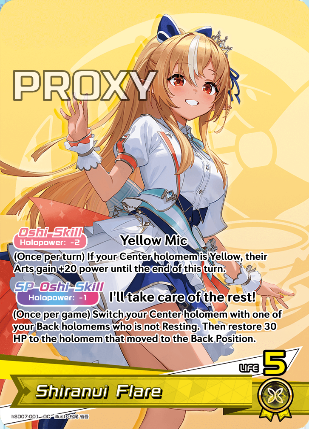 PROXY
Oshi-Skill
Holopower: -2
Yellow Mic
(Once per turn) If your Center holomem is Yellow, their
Arts gain +20 power until the end of this turn.
SP-Oshi-Skill
Holopower: -1
I'll take care of the rest!
(Once per game) Switch your Center holomem with one of
your Back holomems who is not Resting. Then restore 30
HP to the holomem that moved to the Back Position.
LIFE 5
Shiranui Flare